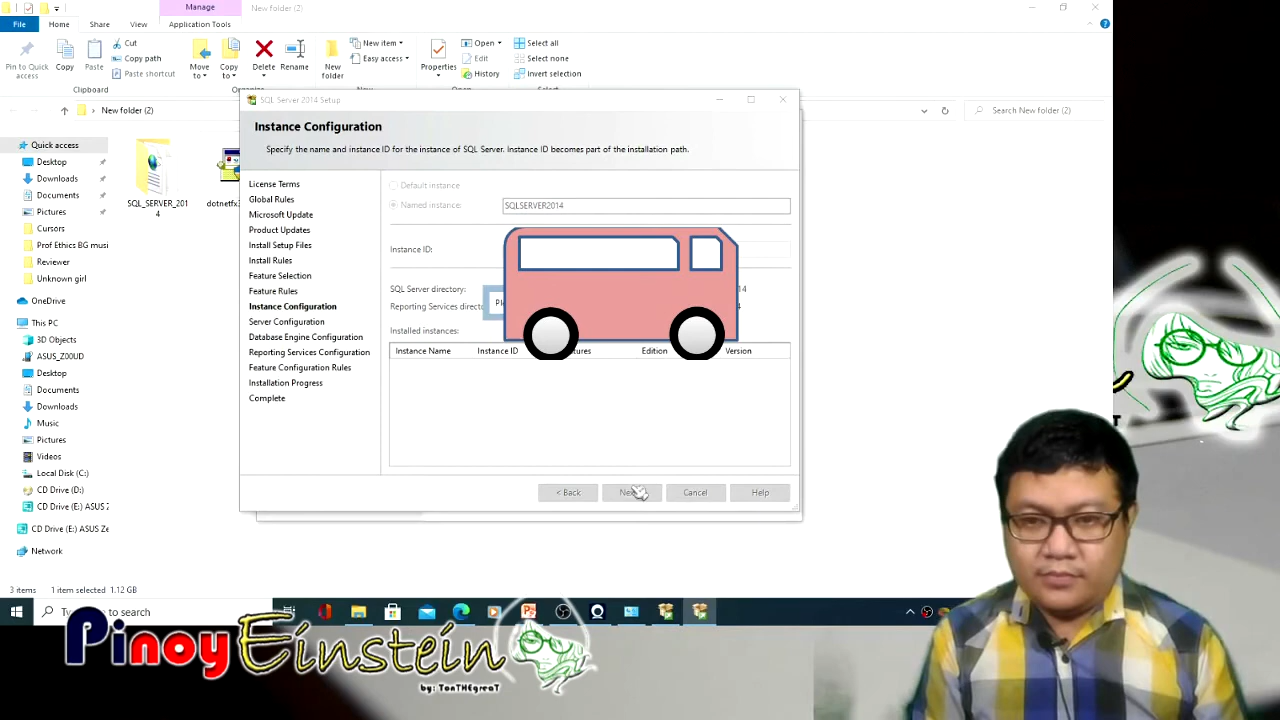 Manage
New folder (2)
File
Home
Share
View
Application Tools
Pin to Quick access
Copy
Paste
Cut
Copy path
Paste shortcut
Clipboard
Move to
Copy to
Delete
Rename
New folder
New item
Easy access
Properties
Open
Edit
History
Select all
Select none
Invert selection
New folder (2)
Search New folder (2)
Quick access
Desktop
Downloads
Documents
Pictures
Cursors
Prof Ethics BG musi
Reviewer
Unknown girl
OneDrive
This PC
3D Objects
ASUS_Z00UD
Desktop
Documents
Downloads
Music
Pictures
Videos
Local Disk (C:)
CD Drive (D:)
CD Drive (E:) ASUS Z
CD Drive (E:) ASUS Ze
Network
SQL_SERVER_2014
SQL Server 2014 Setup
Instance Configuration
Specify the name and instance ID for the instance of SQL Server. Instance ID becomes part of the installation path.
License Terms
Global Rules
Microsoft Update
Product Updates
Install Setup Files
Install Rules
Feature Selection
Feature Rules
Instance Configuration
Server Configuration
Database Engine Configuration
Reporting Services Configuration
Feature Configuration Rules
Installation Progress
Complete
Default instance
Named instance:
SQLSERVER2014
Instance ID:
SQL Server directory:
Reporting Services
Installed instances:
Instance Name
Instance ID
Edition
Version
< Back
Cancel
Help
3 items
1 item selected 1.12 GB
to search
Pinoy Einstein
by: TonTHEgreaT